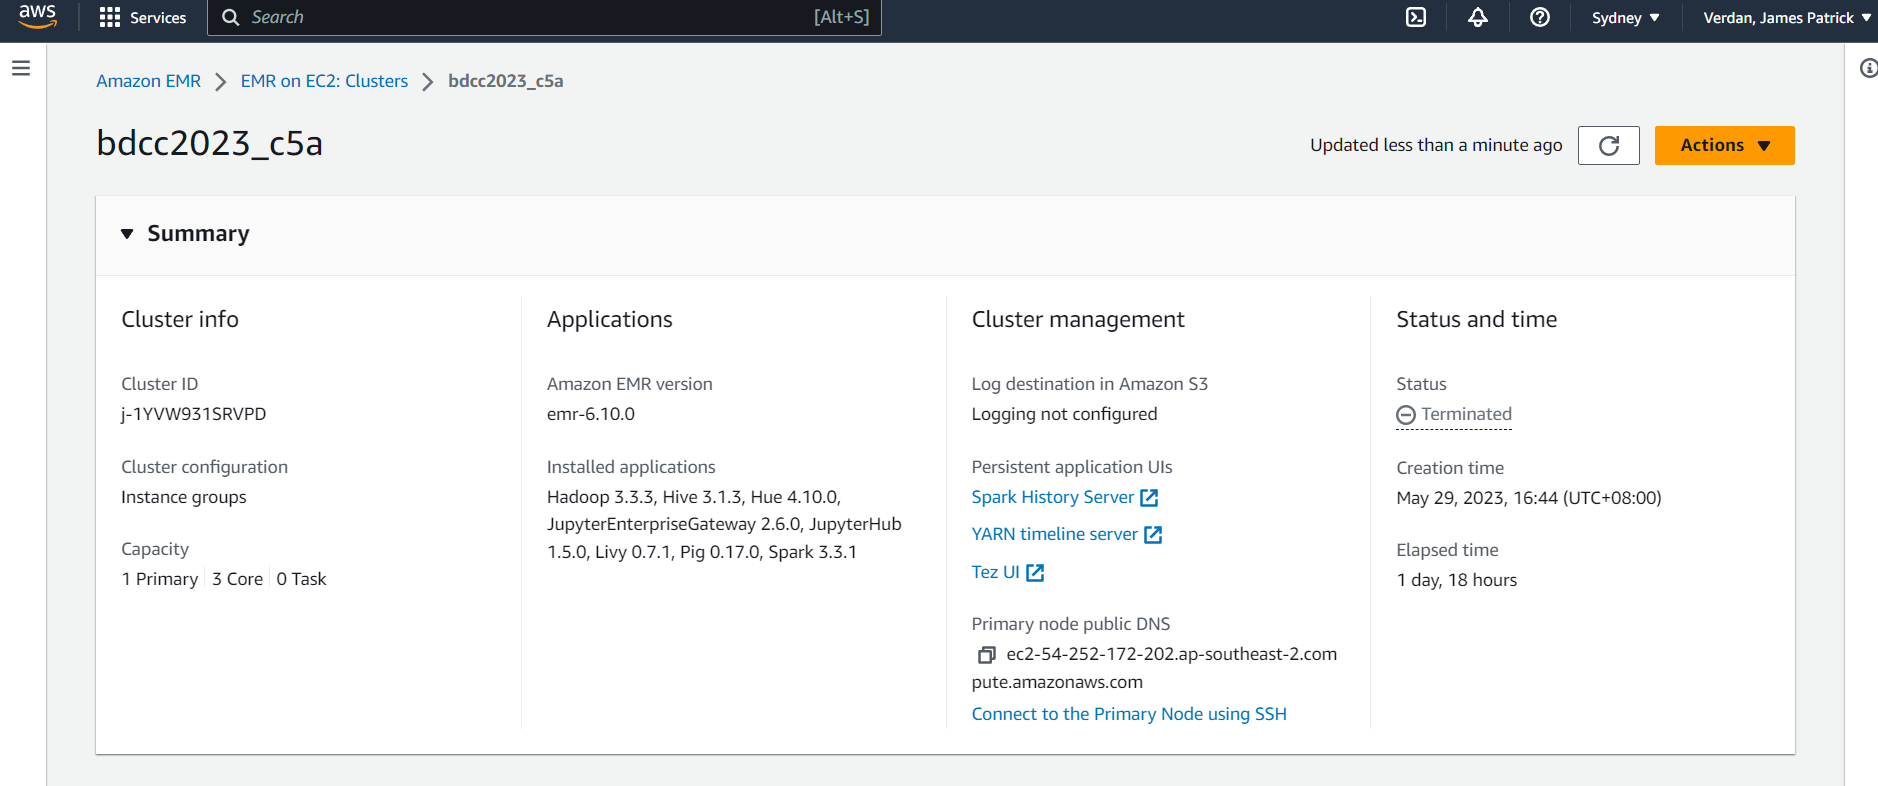 aws Services Search [Alt+S] Sydney Verdan, James Patrick
Amazon EMR EMR on EC2: Clusters bdcc2023_c5a
bdcc2023_c5a
Updated less than a minute ago Actions
Summary
Cluster info
Cluster ID
j-1YVW931SRVPD
Cluster configuration
Instance groups
Capacity
1 Primary 3 Core 0 Task
Applications
Amazon EMR version
emr-6.10.0
Installed applications
Hadoop 3.3.3, Hive 3.1.3, Hue 4.10.0,
JupyterEnterpriseGateway 2.6.0, JupyterHub
1.5.0, Livy 0.7.1, Pig 0.17.0, Spark 3.3.1
Cluster management
Log destination in Amazon S3
Logging not configured
Persistent application UIs
Spark History Server
YARN timeline server
Tez UI
Primary node public DNS
ec2-54-252-172-202.ap-southeast-2.com
pute.amazonaws.com
Connect to the Primary Node using SSH
Status and time
Status
Terminated
Creation time
May 29, 2023, 16:44 (UTC+08:00)
Elapsed time
1 day, 18 hours